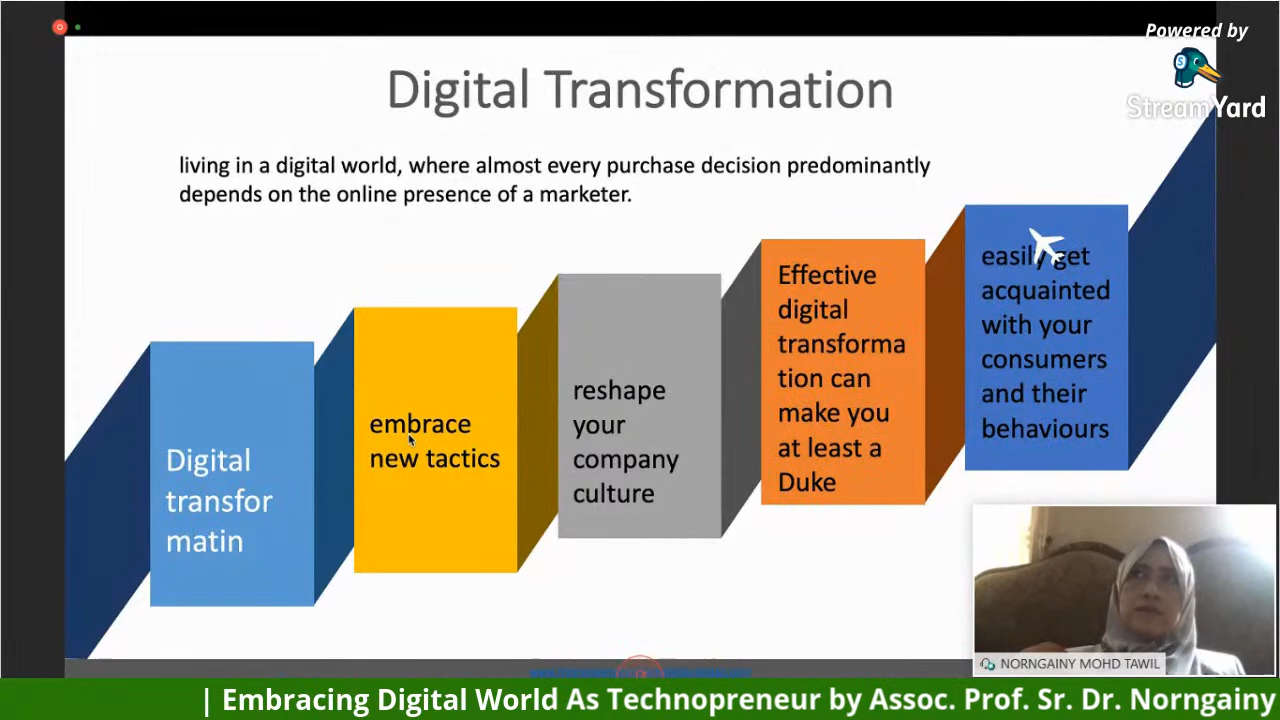 Powered by
StreamYard
Digital Transformation
living in a digital world, where almost every purchase decision predominantly
depends on the online presence of a marketer.
Digital
transfor
matin
embrace
new tactics
reshape
your
company
culture
Effective
digital
transforma
tion can
make you
at least a
Duke
easily get
acquainted
with your
consumers
and their
behaviours
NORNGAINY MOHD TAWIL
| Embracing Digital World As Technopreneur by Assoc. Prof. Sr. Dr. Norngainy